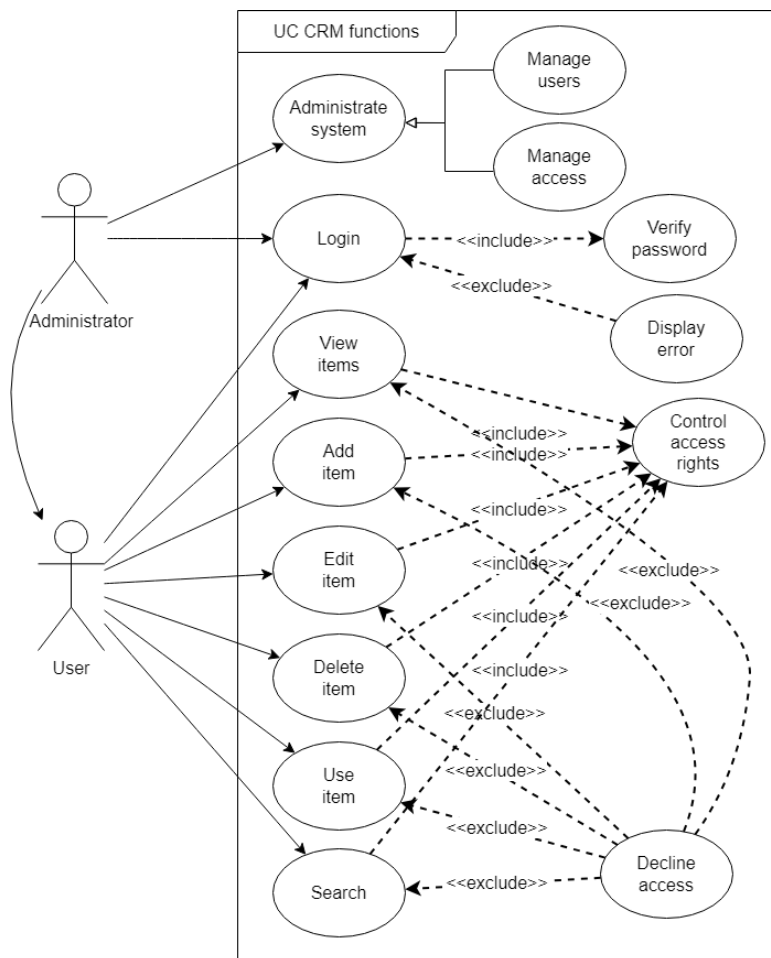 UC CRM functions
Manage
users
Administrate
system
Manage
access
Login
<<include>>
Verify
password
<<exclude>>
Administrator
Display
error
View
items
Control
access
rights
<<include>>
<<include>>
Add
item
<<include>>
Edit
item
<<include>>
<<exclude>>
<<exclude>>
<<include>>
User
Delete
item
<<include>>
<<exclude>>
<<exclude>>
Use
item
<<exclude>>
Decline
access
Search
<<exclude>>